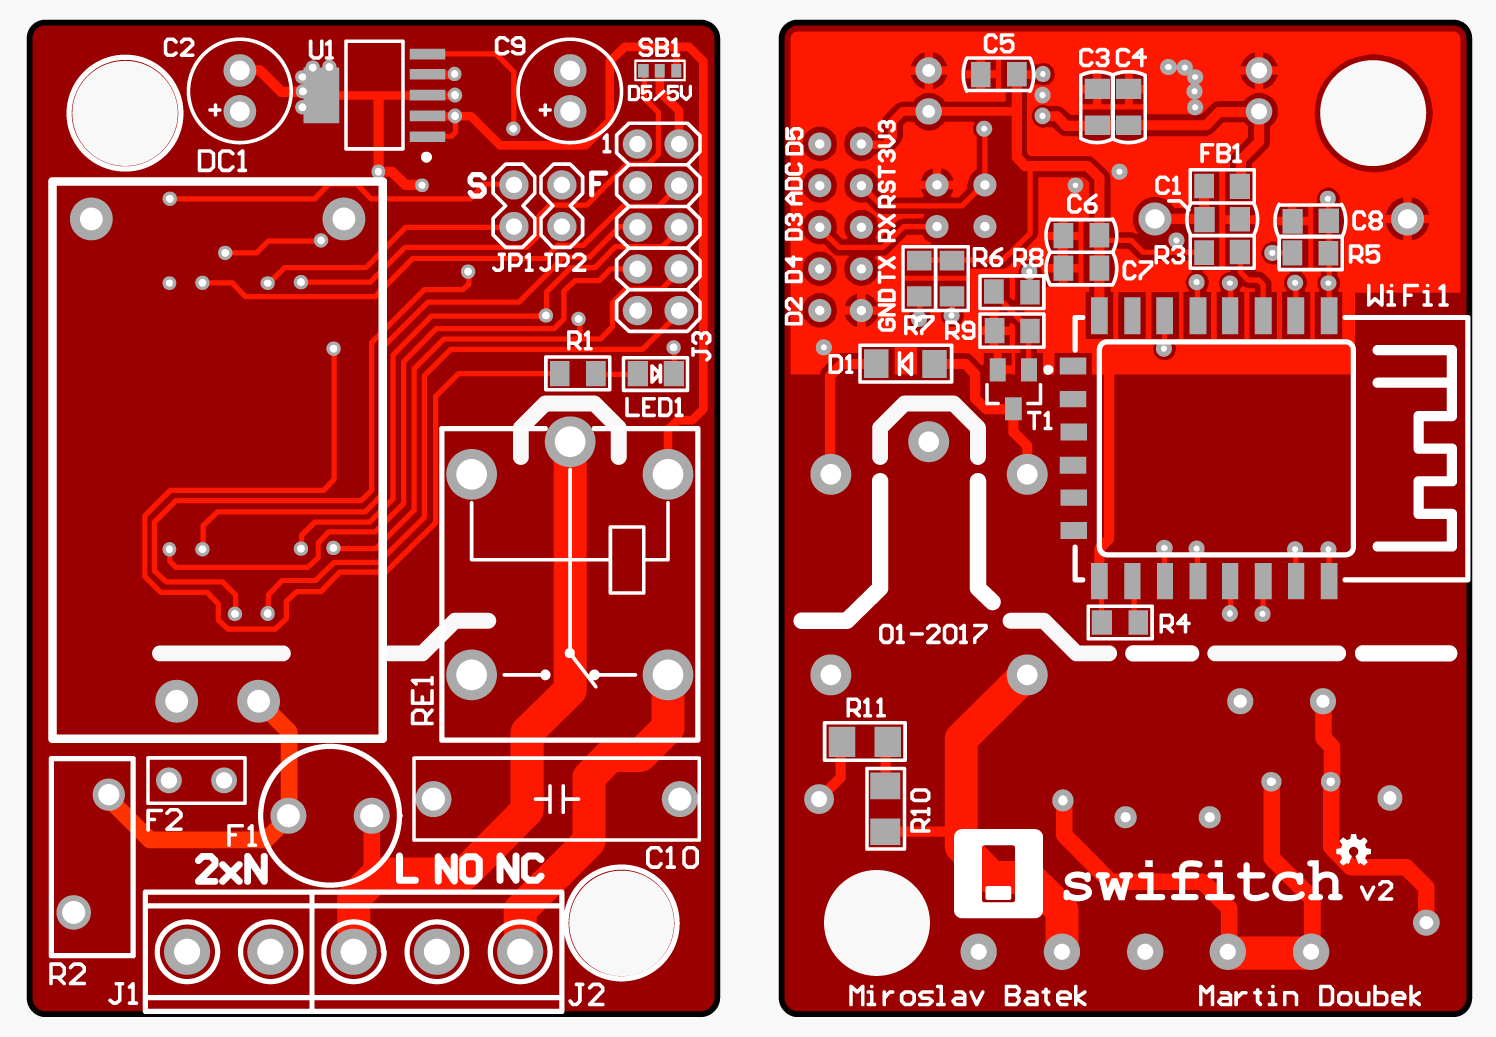 C2
U1
C9
SB1
D5/5V
+
+
1
DC1
S
F
JP1
JP2
J3
R1
LED1
RE1
F2
F1
C10
2xN
L NO NC
R2
J1
J2
C5
C3 C4
D5
ADC
D3
D4
D2
3V3
RST
RX
TX
GND
FB1
C1
C6
C8
R3
R5
R6
R8
C7
R7
R9
WiFi1
D1
T1
01-2017
R4
R11
R10
swifitch v2
Miroslav Batek
Martin Doubek